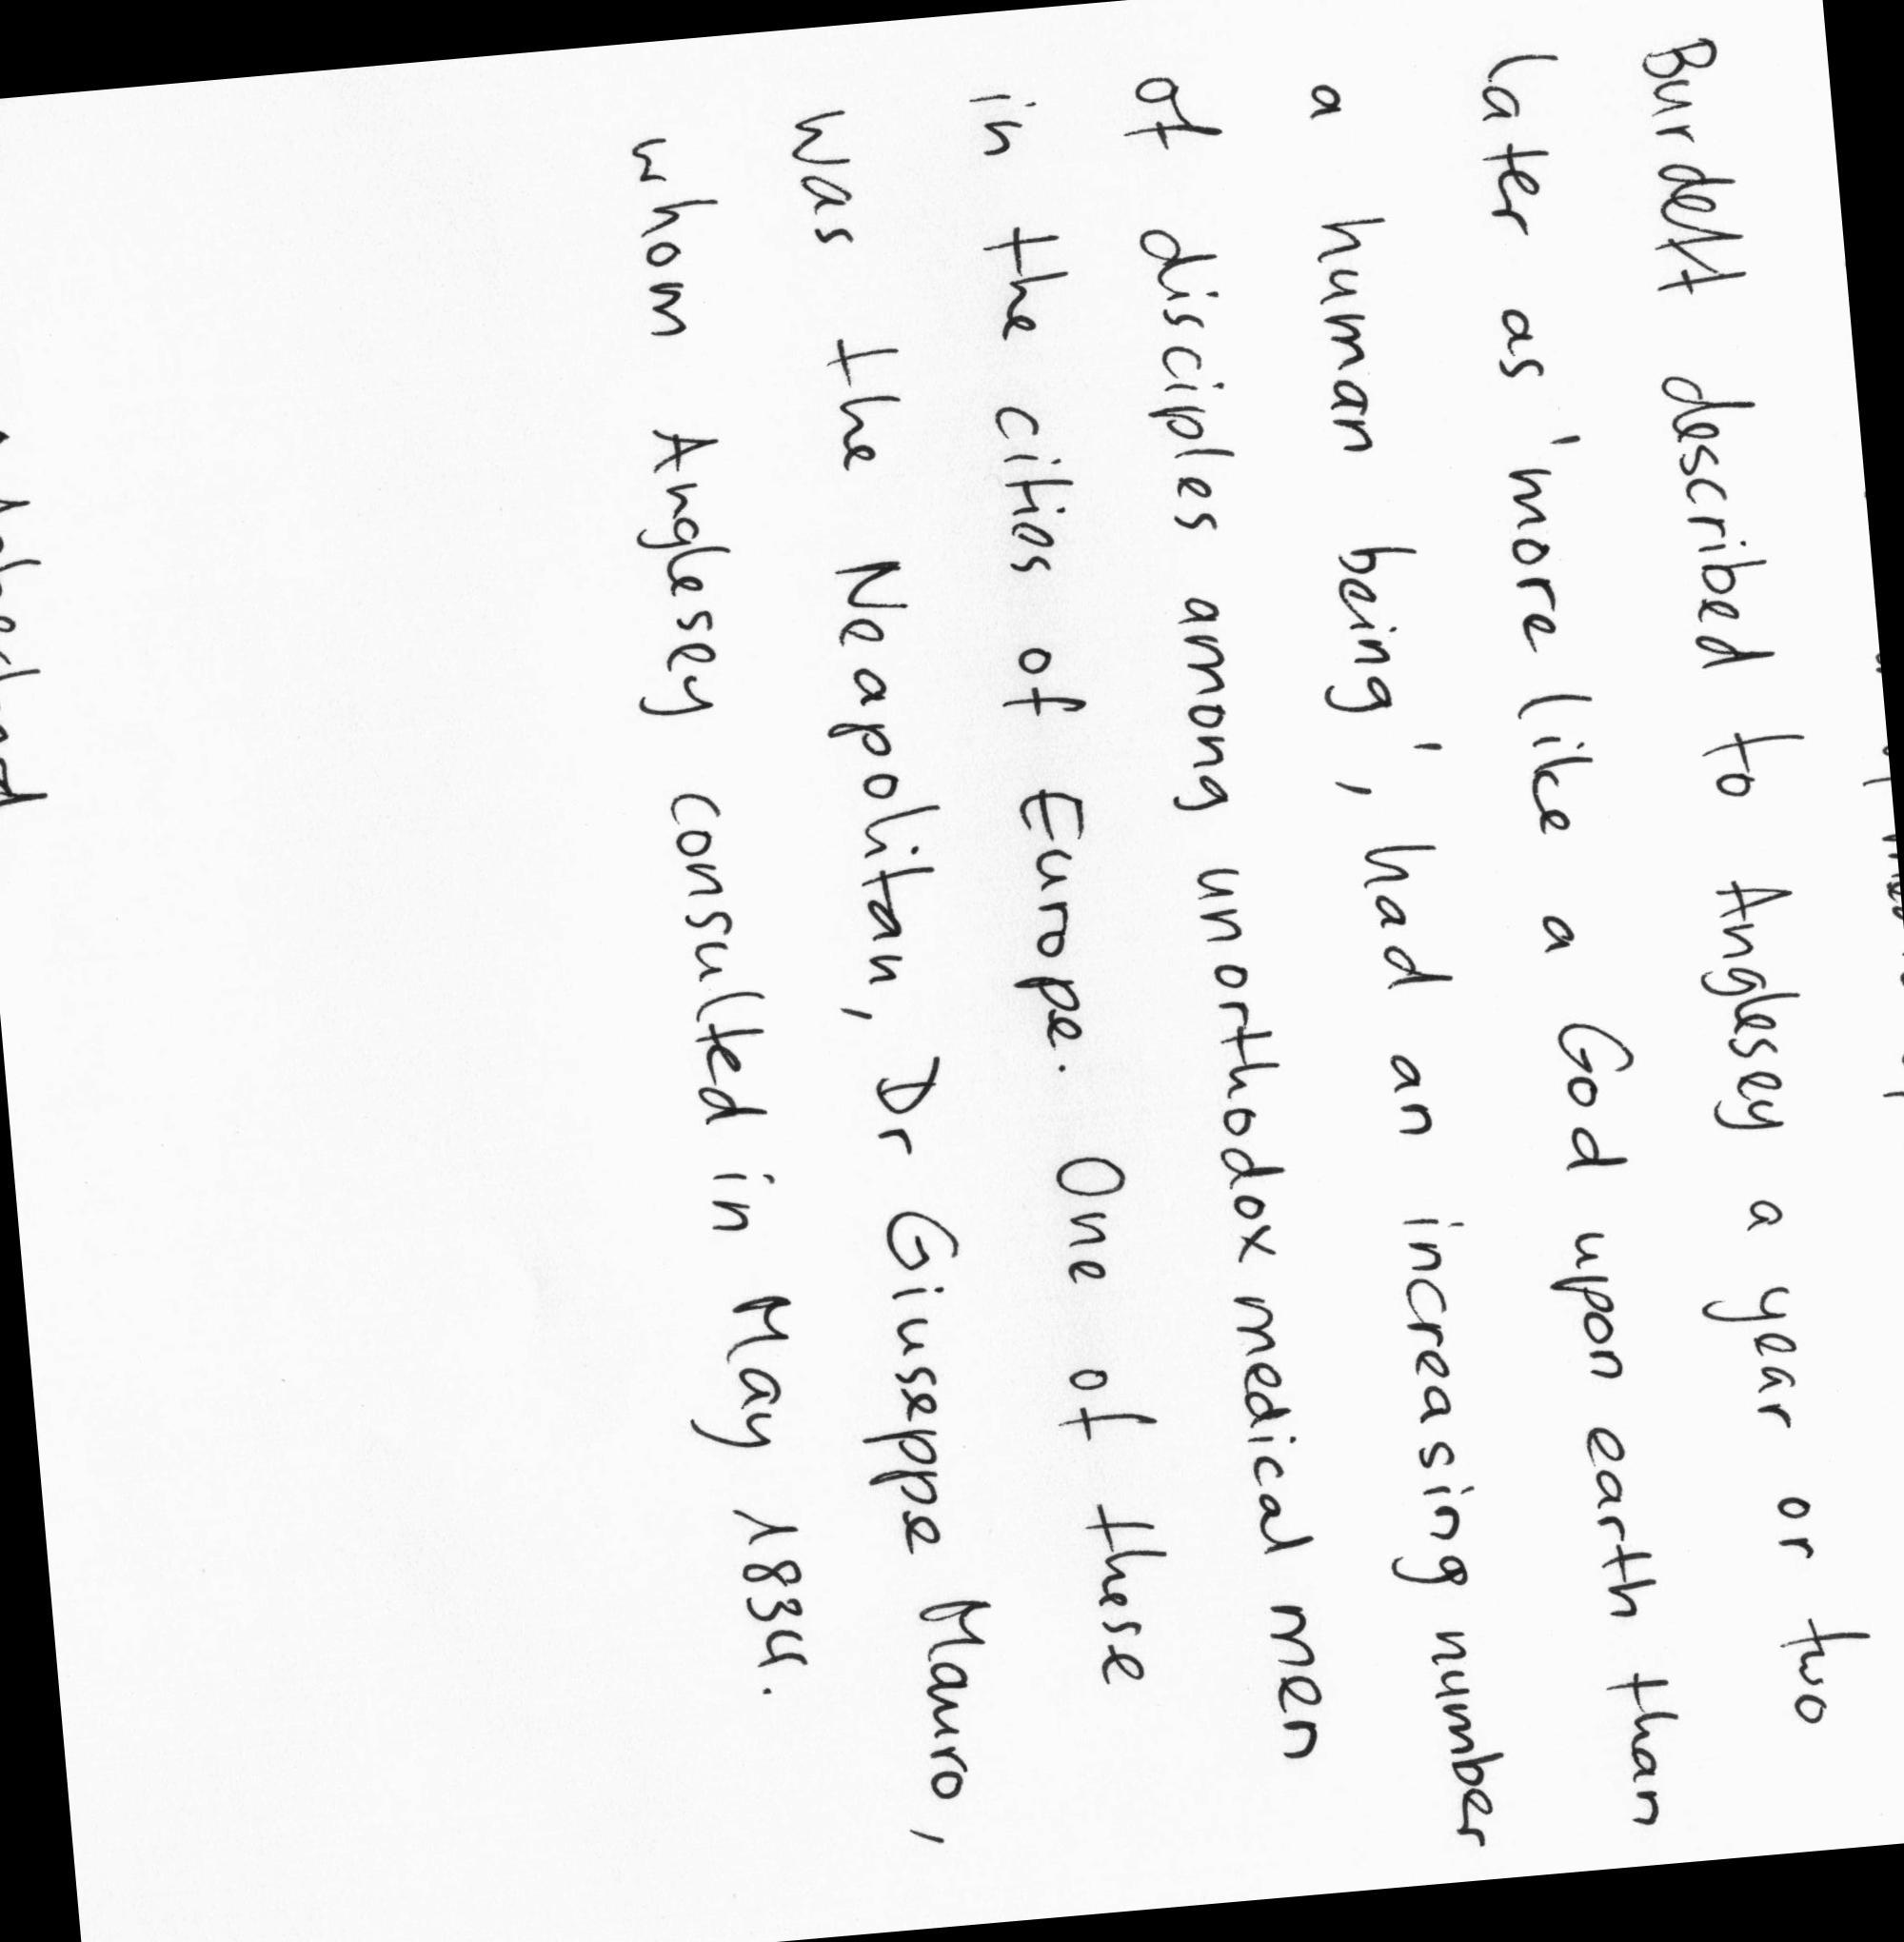 Burdett described to Anglesey a year or two
later as 'more like a God upon earth than
a human being', had an increasing number
of disciples among unorthodox medical men
in the cities of Europe. One of these
was the Neapolitan, Dr Giuseppe Mauro,
whom Anglesey consulted in May 1834.